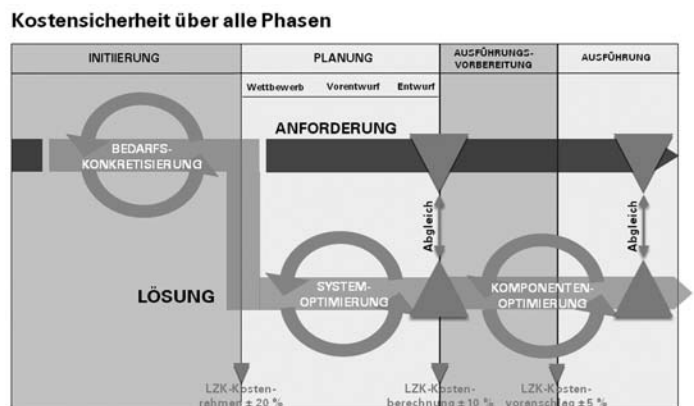 Kostensicherheit über alle Phasen
INITIIERUNG
PLANUNG
AUSFÜHRUNGS-
VORBEREITUNG
AUSFÜHRUNG
Wettbewerb Vorentwurf Entwurf
ANFORDERUNG
BEDARFS-
KONKRETISIERUNG
Abgleich
Abgleich
LÖSUNG
SYSTEM-
OPTIMIERUNG
KOMPONENTEN-
OPTIMIERUNG
LZK-Kosten-
rahmen ± 20 %
LZK-Kosten-
berechnung ± 10 %
LZK-Kosten-
voranschlag ± 5 %